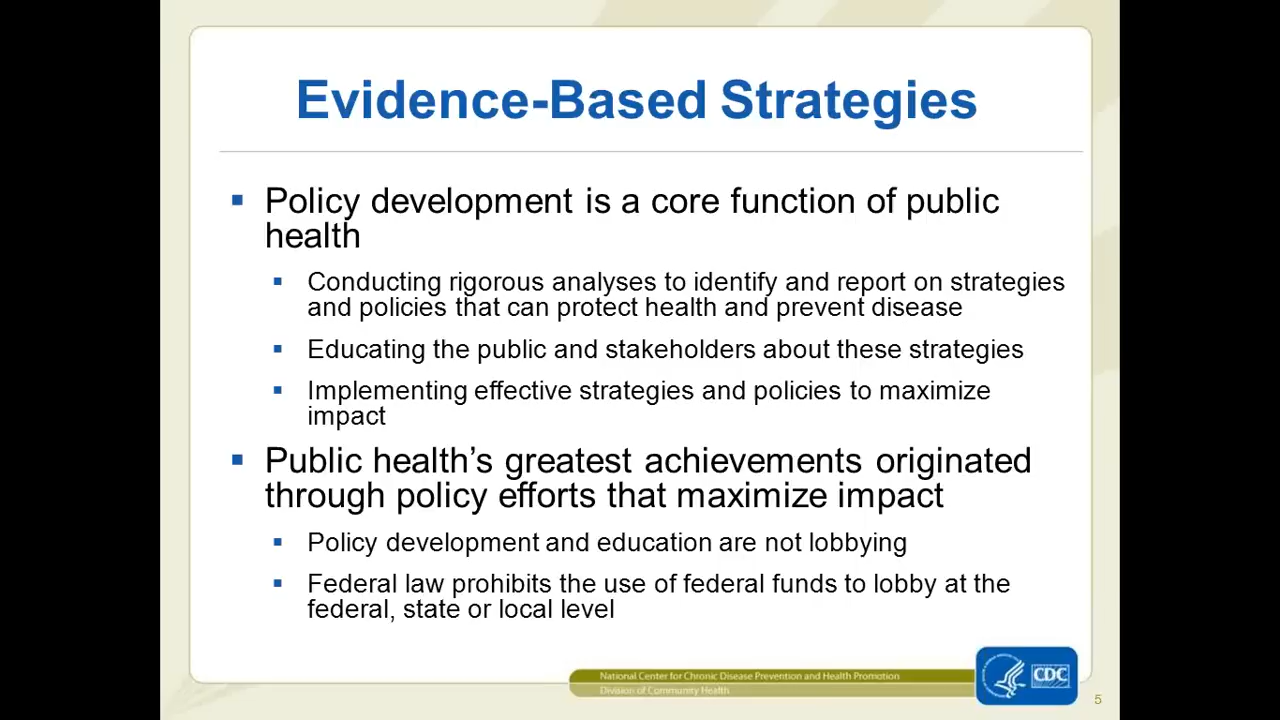 Evidence-Based Strategies
Policy development is a core function of public
health
Conducting rigorous analyses to identify and report on strategies
and policies that can protect health and prevent disease
Educating the public and stakeholders about these strategies
Implementing effective strategies and policies to maximize
impact
Public health’s greatest achievements originated
through policy efforts that maximize impact
Policy development and education are not lobbying
Federal law prohibits the use of federal funds to lobby at the
federal, state or local level
National Center for Chronic Disease Prevention and Health Promotion
Division of Community Health
CDC
5